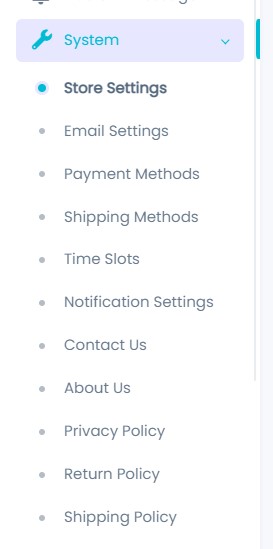 System
Store Settings
Email Settings
Payment Methods
Shipping Methods
Time Slots
Notification Settings
Contact Us
About Us
Privacy Policy
Return Policy
Shipping Policy